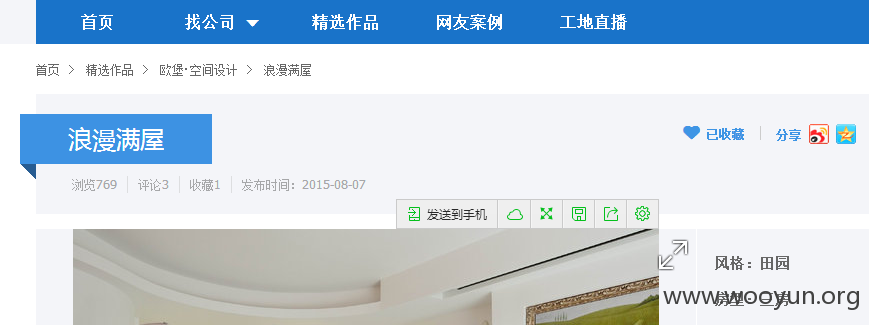 首页 找公司 精选作品 网友案例 工地直播
首页 > 精选作品 > 欧堡·空间设计 > 浪漫满屋
浪漫满屋
已收藏 分享
浏览769 评论3 收藏1 发布时间：2015-08-07
发送到手机
风格：田园
房型：三房
www.wooyun.org